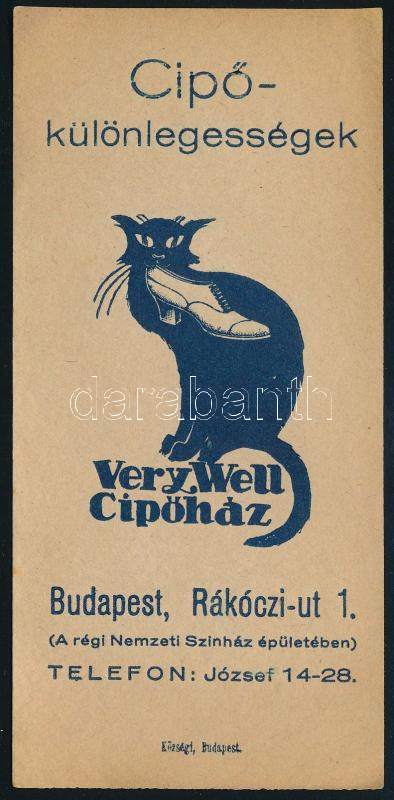 Cipő-
különlegességek
darabanth
Very Well
Cipőház
Budapest, Rákóczi-ut 1.
(A régi Nemzeti Szinház épületében)
TELEFON: József 14-28.
Községi, Budapest.